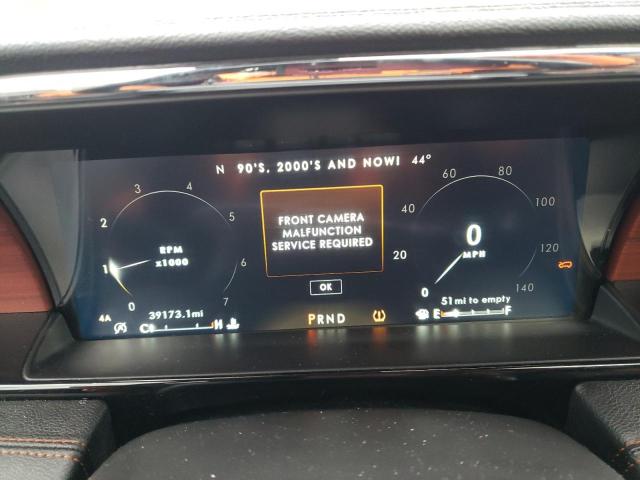 N 90'S, 2000'S AND NOW! 44°
3 4
2 5
1 6
0 7
RPM
x1000
FRONT CAMERA
MALFUNCTION
SERVICE REQUIRED
OK
60 80
40 100
20 120
0 140
0
MPH
4A 39173.1mi
51mi to empty
C H
PRND
E F